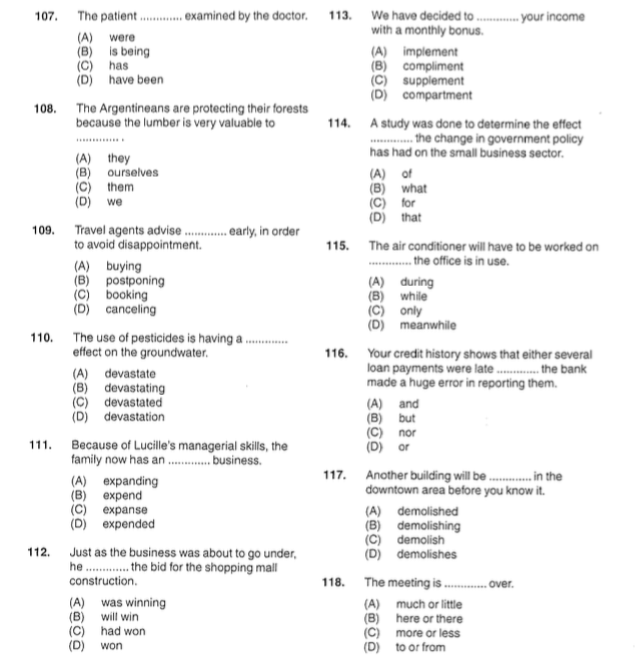 107. The patient ............. examined by the doctor.
(A) were
(B) is being
(C) has
(D) have been
108. The Argentineans are protecting their forests
because the lumber is very valuable to
............. .
(A) they
(B) ourselves
(C) them
(D) we
109. Travel agents advise ............. early, in order
to avoid disappointment.
(A) buying
(B) postponing
(C) booking
(D) canceling
110. The use of pesticides is having a .............
effect on the groundwater.
(A) devastate
(B) devastating
(C) devastated
(D) devastation
111. Because of Lucille's managerial skills, the
family now has an ............. business.
(A) expanding
(B) expend
(C) expanse
(D) expended
112. Just as the business was about to go under,
he ............. the bid for the shopping mall
construction.
(A) was winning
(B) will win
(C) had won
(D) won
113. We have decided to ............. your income
with a monthly bonus.
(A) implement
(B) compliment
(C) supplement
(D) compartment
114. A study was done to determine the effect
............. the change in government policy
has had on the small business sector.
(A) of
(B) what
(C) for
(D) that
115. The air conditioner will have to be worked on
............. the office is in use.
(A) during
(B) while
(C) only
(D) meanwhile
116. Your credit history shows that either several
loan payments were late ............. the bank
made a huge error in reporting them.
(A) and
(B) but
(C) nor
(D) or
117. Another building will be ............. in the
downtown area before you know it.
(A) demolished
(B) demolishing
(C) demolish
(D) demolishes
118. The meeting is ............. over.
(A) much or little
(B) here or there
(C) more or less
(D) to or from